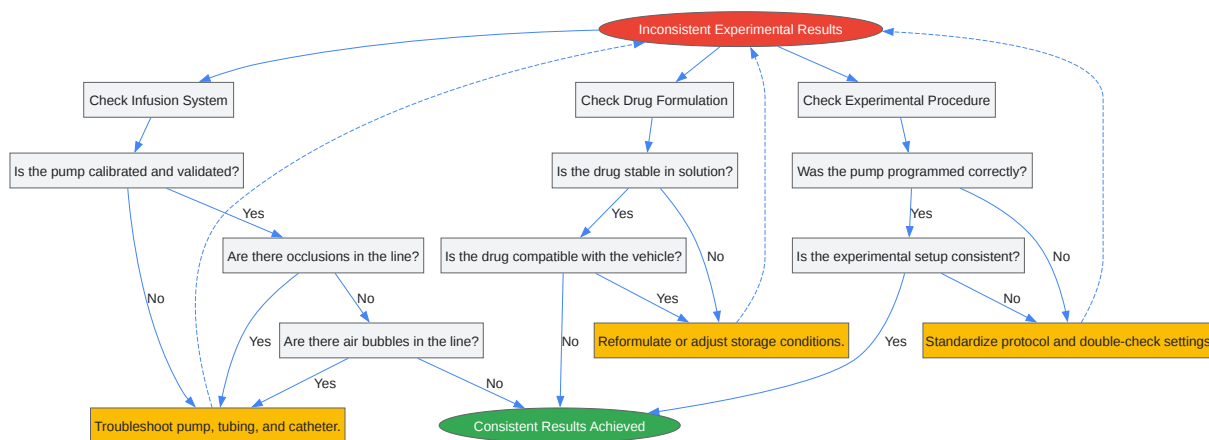 Inconsistent Experimental Results
Check Infusion System
Check Drug Formulation
Check Experimental Procedure
Is the pump calibrated and validated?
Is the drug stable in solution?
Was the pump programmed correctly?
Yes
Yes
Yes
Are there occlusions in the line?
Is the drug compatible with the vehicle?
Is the experimental setup consistent?
No
No
No
No
Yes
No
Are there air bubbles in the line?
Reformulate or adjust storage conditions.
Standardize protocol and double-check settings
Yes
No
Yes
Yes
No
Troubleshoot pump, tubing, and catheter.
Consistent Results Achieved